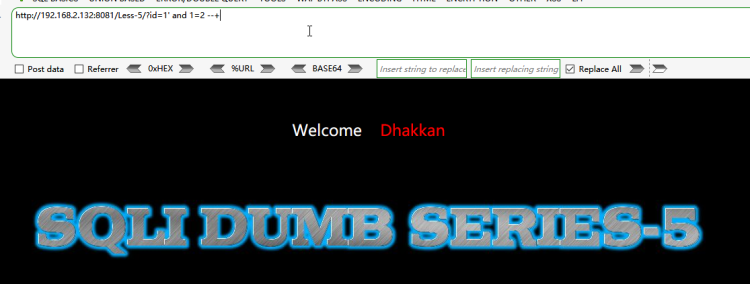 http://192.168.2.132:8081/Less-5/?id=1' and 1=2 --+
Post data Referrer 0xHEX %URL BASE64 Insert string to replace Insert replacing string Replace All
Welcome Dhakkan
SQLI DUMB SERIES-5